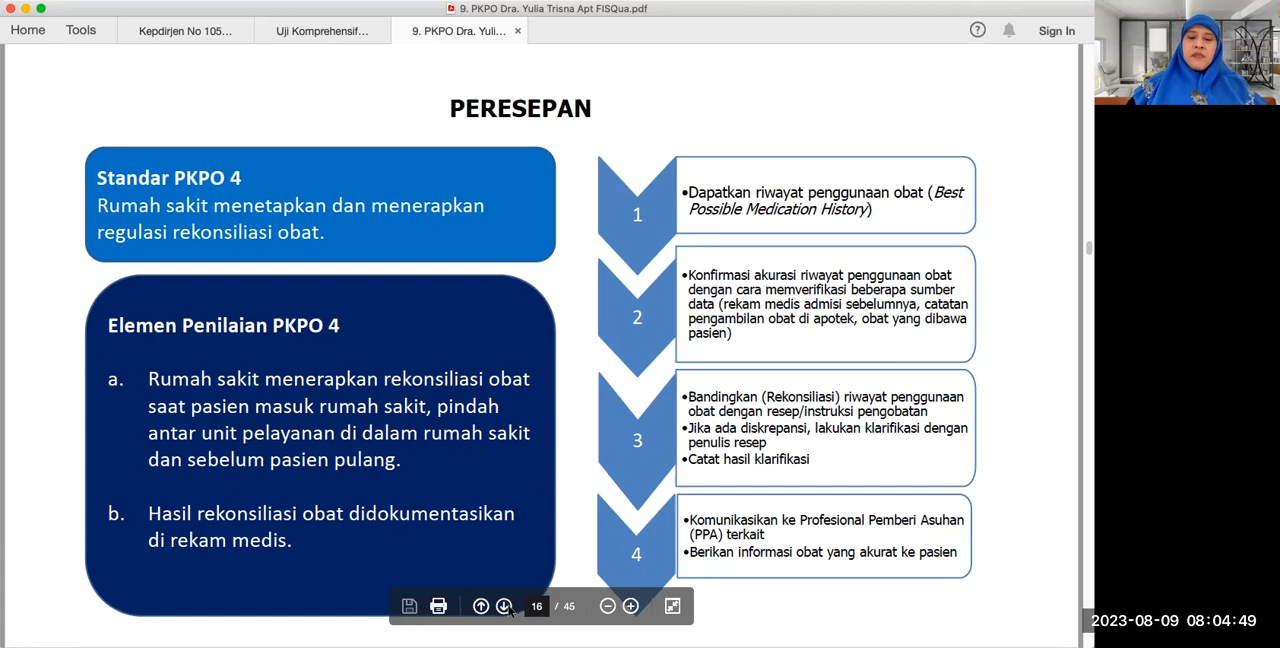 9. PKPO Dra. Yulia Trisna Apt FISQua.pdf
Home
Tools
Kepdirjen No 105...
Uji Komprehensif...
9. PKPO Dra. Yuli...
×
?
Sign In
PERESEPAN
Standar PKPO 4
Rumah sakit menetapkan dan menerapkan
regulasi rekonsiliasi obat.
Elemen Penilaian PKPO 4
a. Rumah sakit menerapkan rekonsiliasi obat
saat pasien masuk rumah sakit, pindah
antar unit pelayanan di dalam rumah sakit
dan sebelum pasien pulang.
b. Hasil rekonsiliasi obat didokumentasikan
di rekam medis.
1
•Dapatkan riwayat penggunaan obat (Best
Possible Medication History)
2
•Konfirmasi akurasi riwayat penggunaan obat
dengan cara memverifikasi beberapa sumber
data (rekam medis admisi sebelumnya, catatan
pengambilan obat di apotek, obat yang dibawa
pasien)
3
•Bandingkan (Rekonsiliasi) riwayat penggunaan
obat dengan resep/instruksi pengobatan
•Jika ada diskrepansi, lakukan klarifikasi dengan
penulis resep
•Catat hasil klarifikasi
4
•Komunikasikan ke Profesional Pemberi Asuhan
(PPA) terkait
•Berikan informasi obat yang akurat ke pasien
16 / 45
2023-08-09 08:04:49